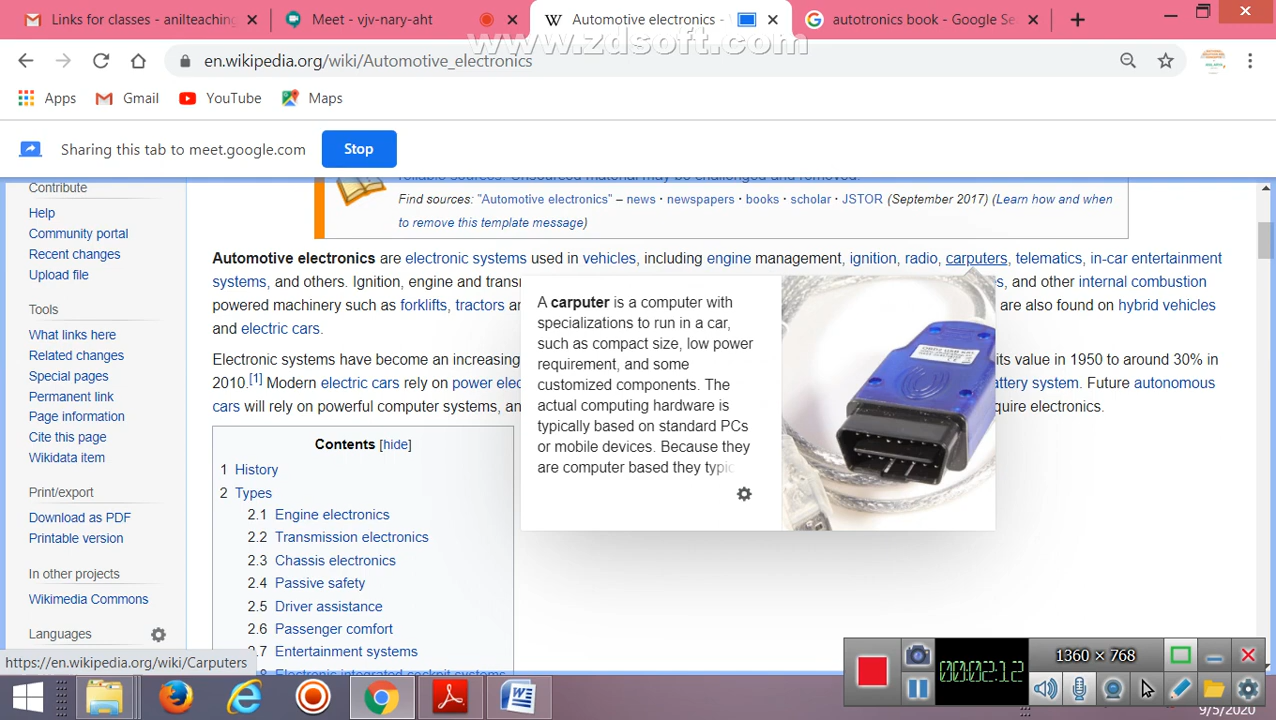 Links for classes - anilteaching
Meet - vjv-nary-aht
Automotive electronics -
autotronics book - Google Se
www.zdsoft.com
en.wikipedia.org/wiki/Automotive_electronics
Apps
Gmail
YouTube
Maps
Sharing this tab to meet.google.com
Stop
Contribute
Help
Community portal
Recent changes
Upload file
Tools
What links here
Related changes
Special pages
Permanent link
Page information
Cite this page
Wikidata item
Print/export
Download as PDF
Printable version
In other projects
Wikimedia Commons
Languages
https://en.wikipedia.org/wiki/Carputers
reliable sources. Unsourced material may be challenged and removed.
Find sources: "Automotive electronics" – news · newspapers · books · scholar · JSTOR (September 2017) (Learn how and when
to remove this template message)
Automotive electronics are electronic systems used in vehicles, including engine management, ignition, radio, carputers, telematics, in-car entertainment
systems, and others. Ignition, engine and trans
, and other internal combustion
powered machinery such as forklifts, tractors
are also found on hybrid vehicles
and electric cars.
Electronic systems have become an increasing
its value in 1950 to around 30% in
2010.[1] Modern electric cars rely on power elec
attery system. Future autonomous
cars will rely on powerful computer systems, an
quire electronics.
A carputer is a computer with
specializations to run in a car,
such as compact size, low power
requirement, and some
customized components. The
actual computing hardware is
typically based on standard PCs
or mobile devices. Because they
are computer based they typic
Contents [hide]
1 History
2 Types
2.1 Engine electronics
2.2 Transmission electronics
2.3 Chassis electronics
2.4 Passive safety
2.5 Driver assistance
2.6 Passenger comfort
2.7 Entertainment systems
Electronic integrated cockpit systems
00:02:12
1360 × 768
9/5/2020